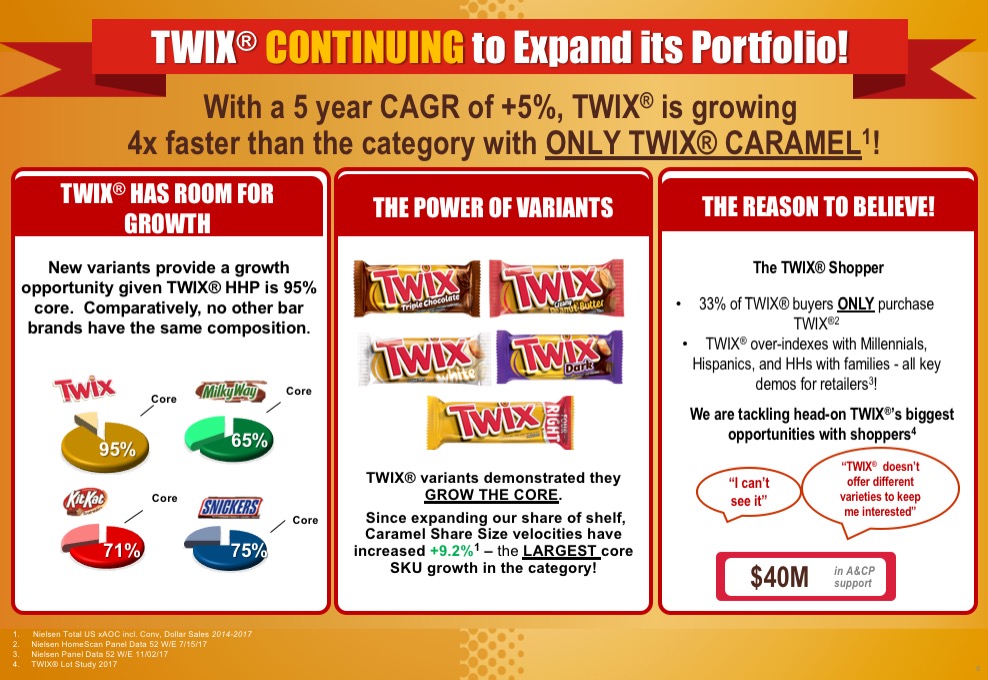 TWIX® CONTINUING to Expand its Portfolio!
With a 5 year CAGR of +5%, TWIX® is growing
4x faster than the category with ONLY TWIX® CARAMEL¹!
TWIX® HAS ROOM FOR
GROWTH
New variants provide a growth
opportunity given TWIX® HHP is 95%
core. Comparatively, no other bar
brands have the same composition.
TWIX
Core
95%
MilkyWay
Core
65%
KitKat
Core
71%
SNICKERS
Core
75%
THE POWER OF VARIANTS
TWIX
Triple Chocolate
TWIX
Creamy
Peanut Butter
TWIX
White
TWIX
Dark
TWIX
RIGHT
TWIX® variants demonstrated they
GROW THE CORE.
Since expanding our share of shelf,
Caramel Share Size velocities have
increased +9.2%¹ – the LARGEST core
SKU growth in the category!
THE REASON TO BELIEVE!
The TWIX® Shopper
• 33% of TWIX® buyers ONLY purchase
TWIX®²
• TWIX® over-indexes with Millennials,
Hispanics, and HHs with families - all key
demos for retailers³!
We are tackling head-on TWIX®'s biggest
opportunities with shoppers⁴
“I can’t
see it”
“TWIX® doesn’t
offer different
varieties to keep
me interested”
$40M
in A&CP
support
1. Nielsen Total US xAOC incl. Conv, Dollar Sales 2014-2017
2. Nielsen HomeScan Panel Data 52 W/E 7/15/17
3. Nielsen Panel Data 52 W/E 11/02/17
4. TWIX® Lot Study 2017